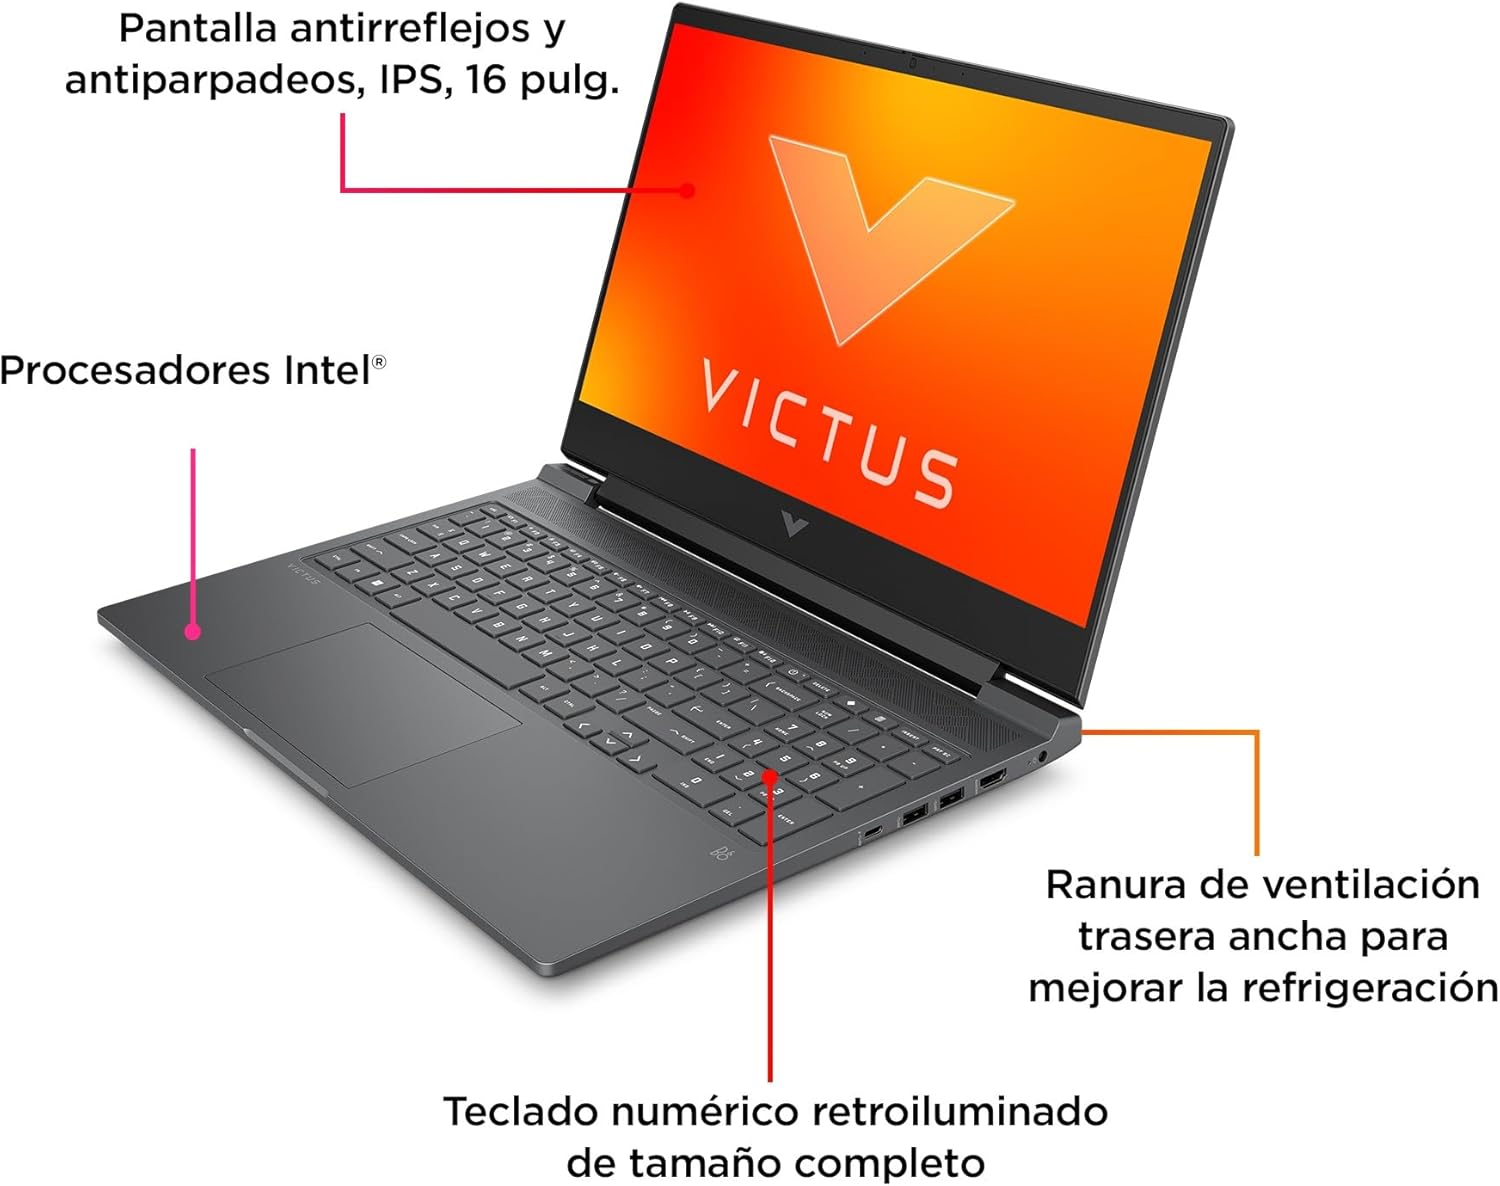 Pantalla antirreflejos y
antiparpadeos, IPS, 16 pulg.
VICTUS
Procesadores Intel®
VICTUS
Ranura de ventilación
trasera ancha para
mejorar la refrigeración
Teclado numérico retroiluminado
de tamaño completo